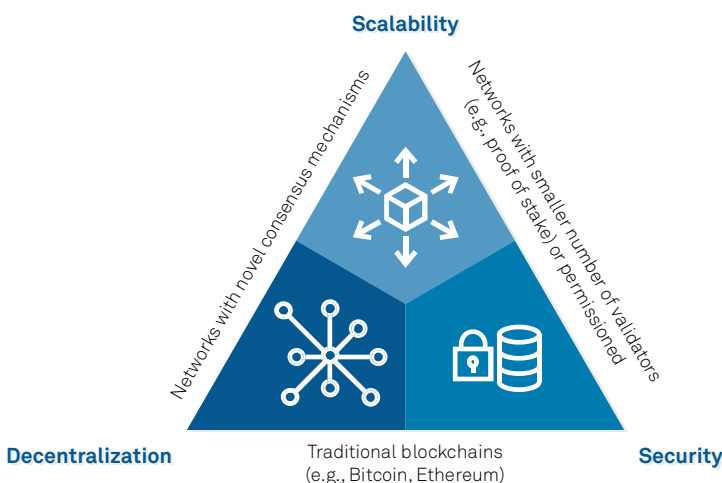 Scalability
Networks with novel consensus mechanisms
Networks with smaller number of validators
(e.g., proof of stake) or permissioned
Decentralization
Traditional blockchains
(e.g., Bitcoin, Ethereum)
Security